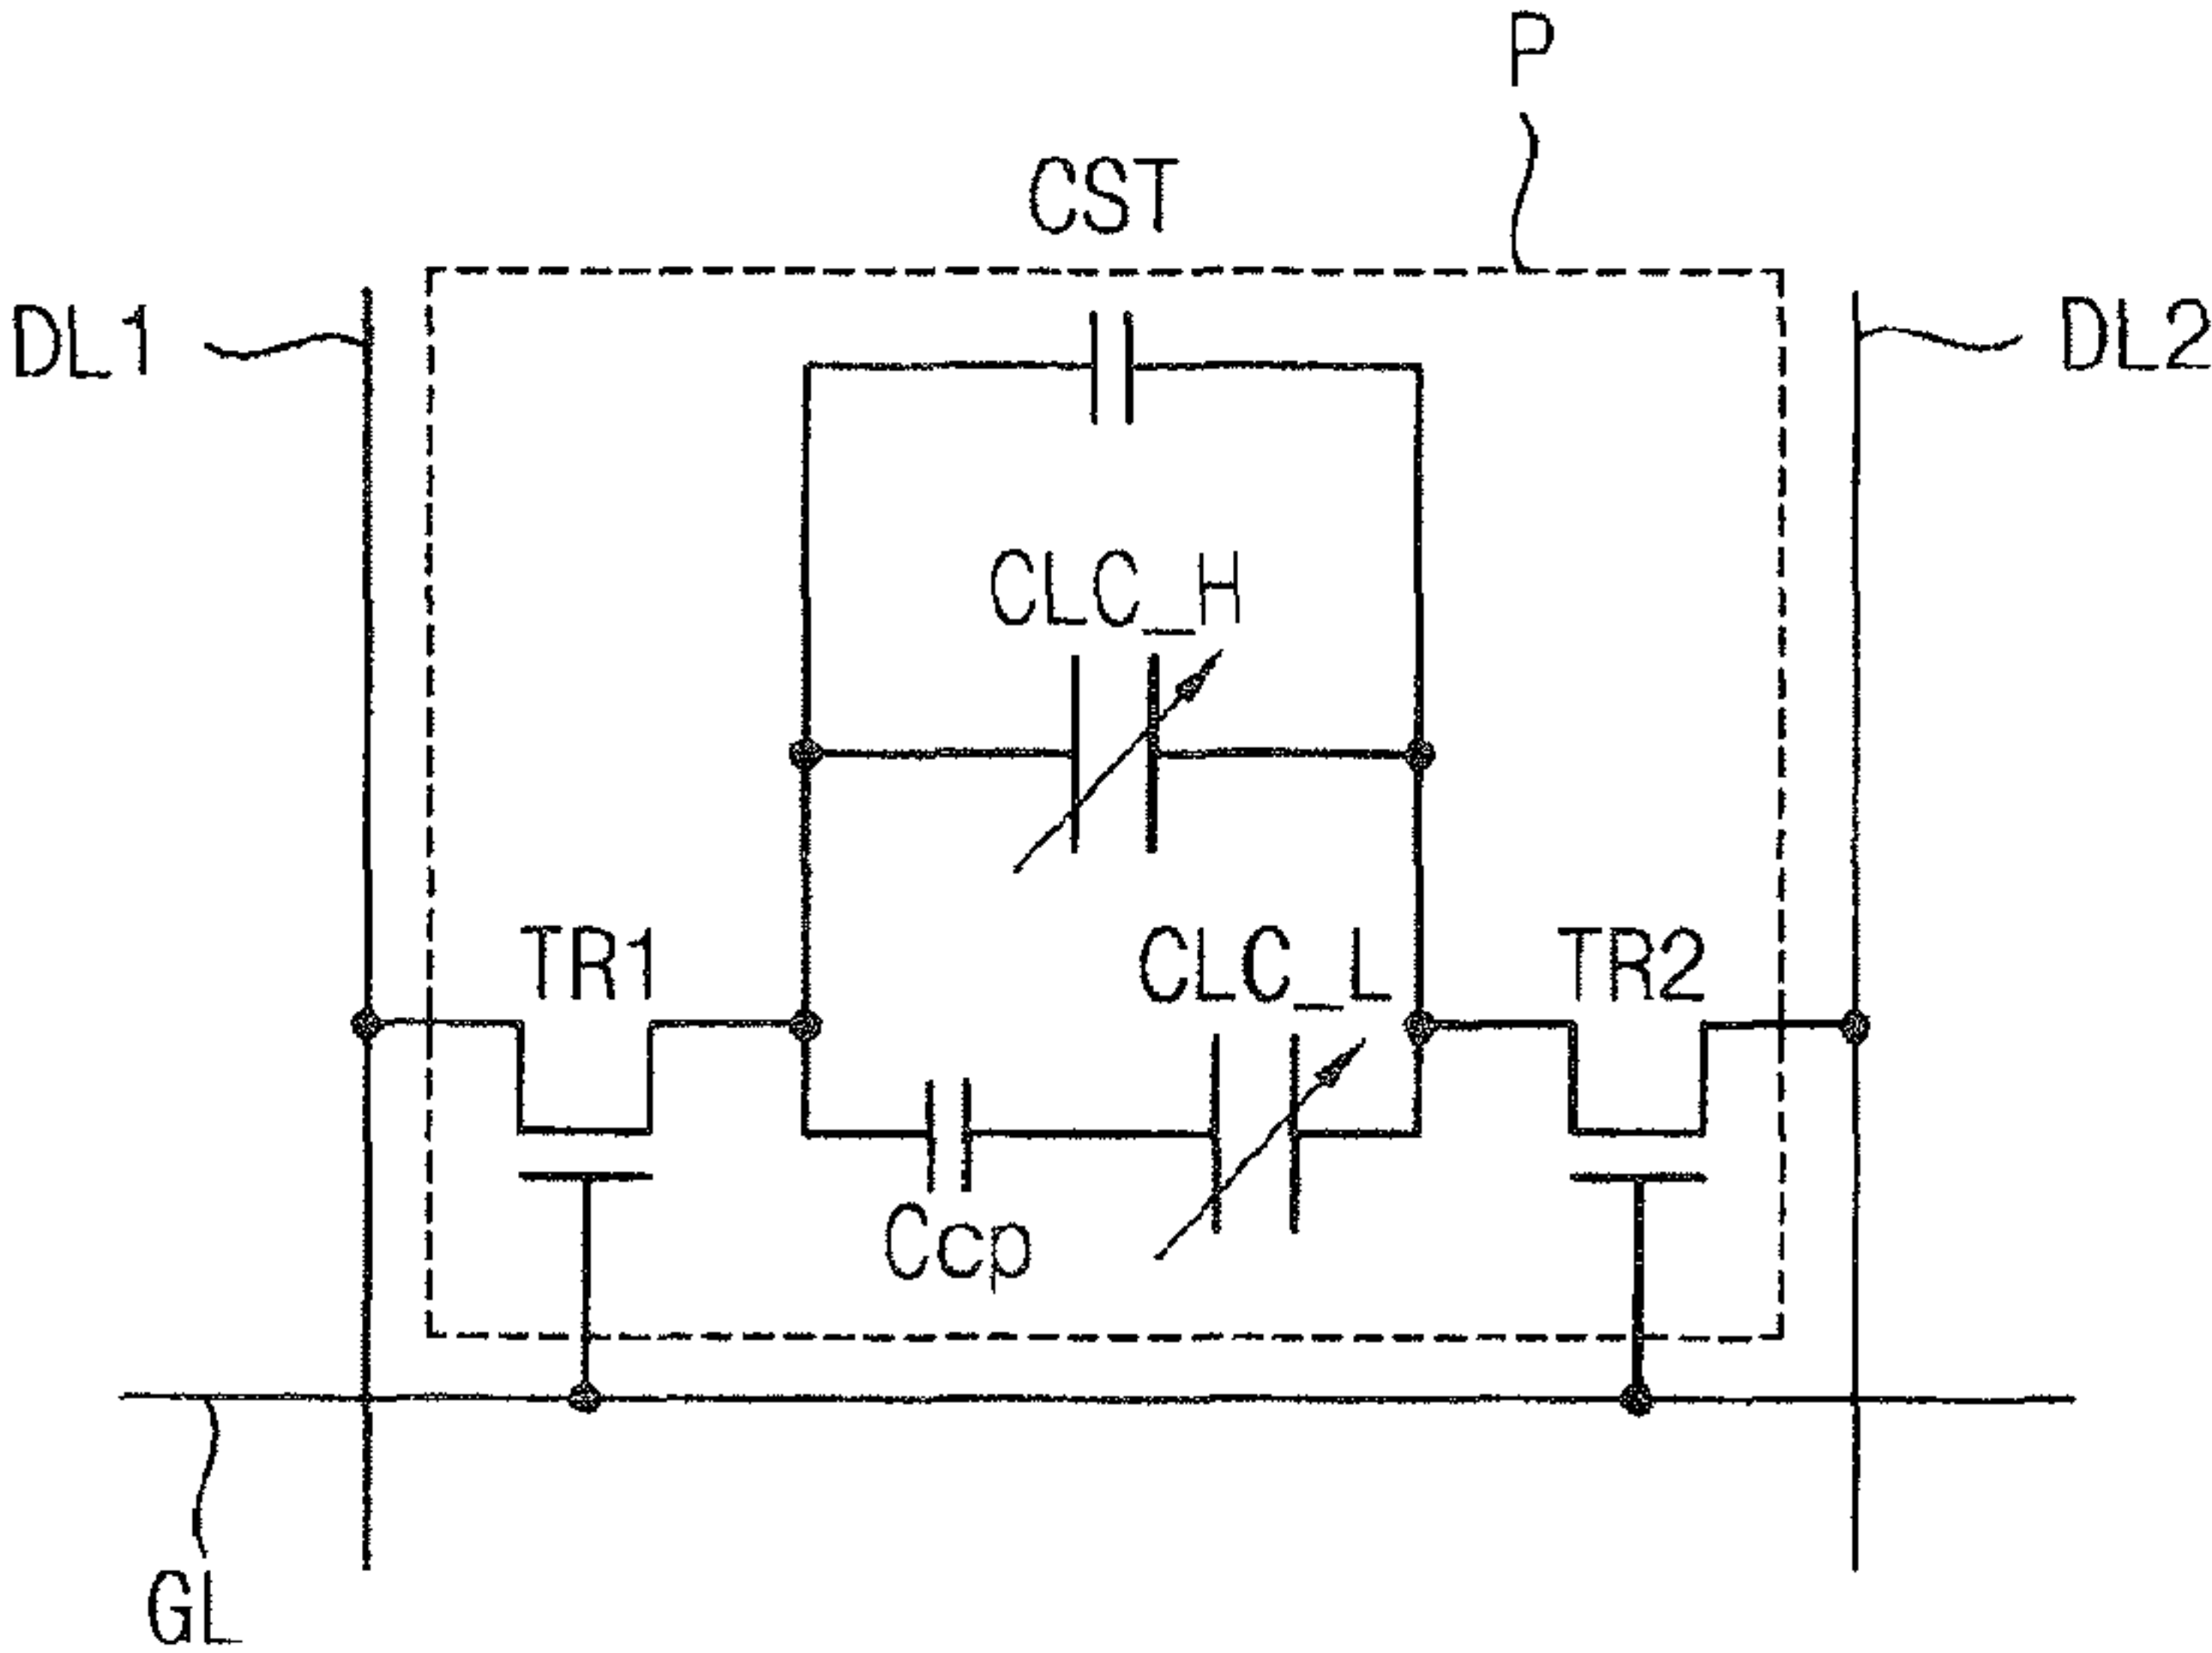 P
CST
DL1
DL2
CLC_H
TR1
CLC_L
TR2
Ccp
GL